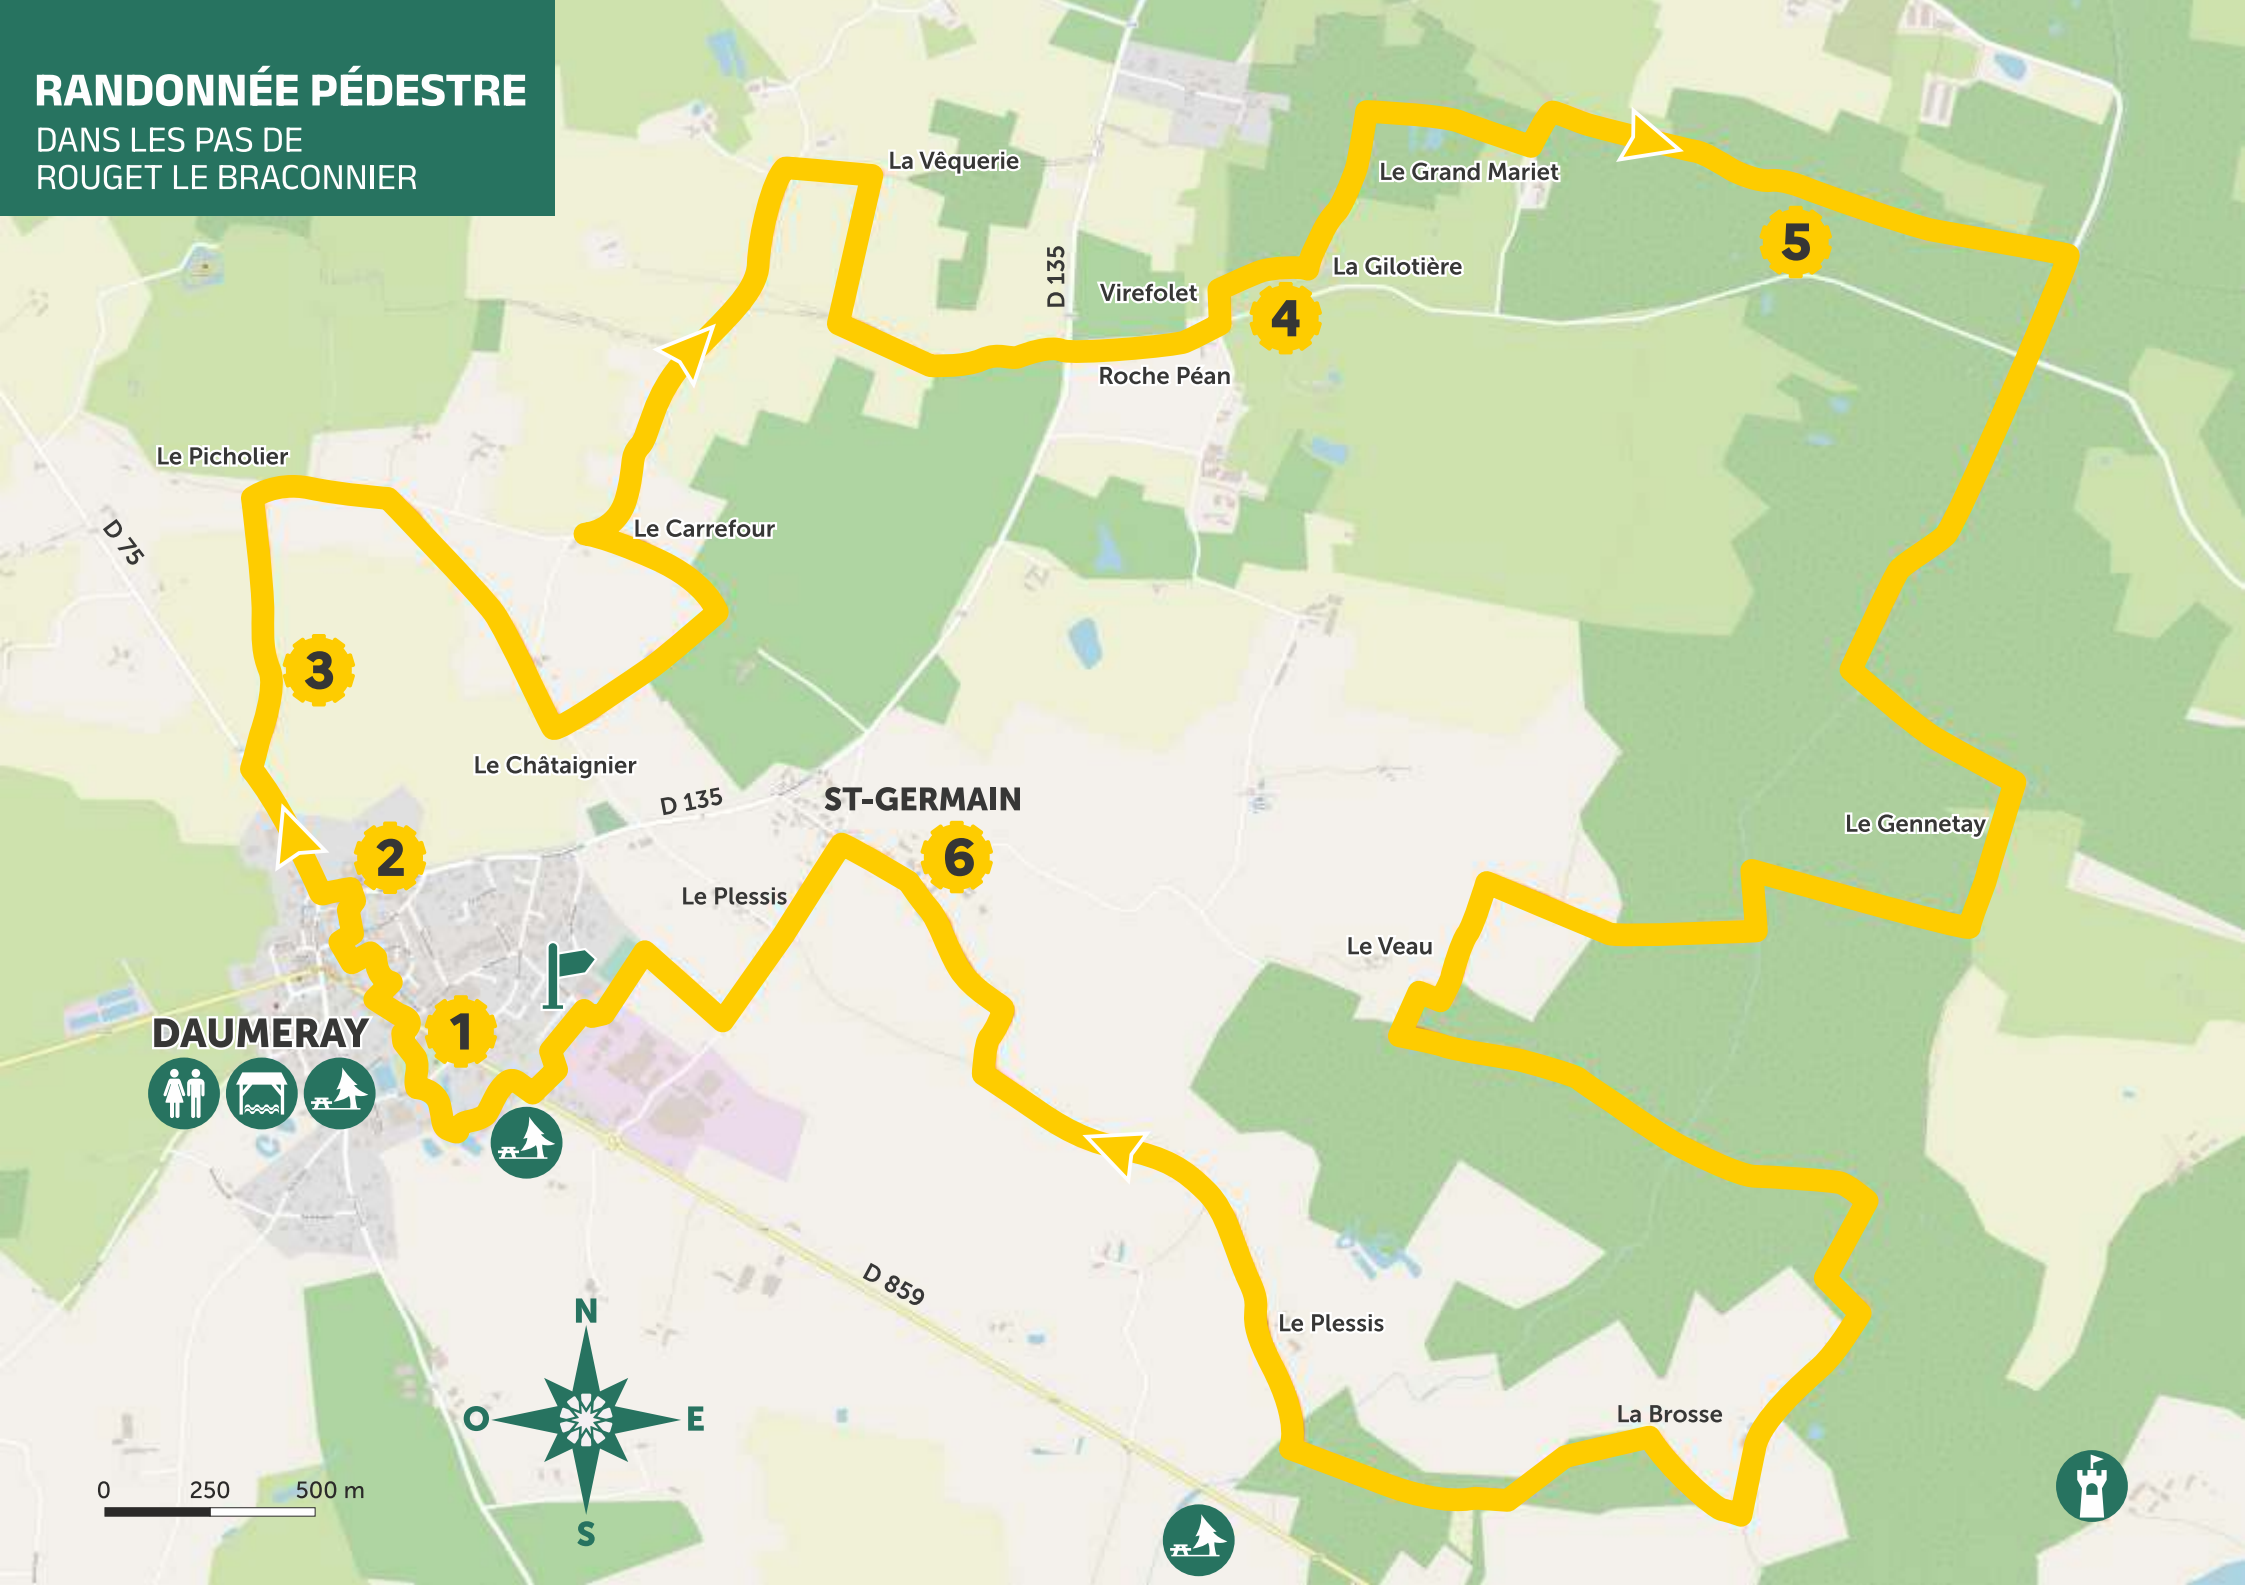 RANDONNÉE PÉDESTRE
DANS LES PAS DE
ROUGET LE BRACONNIER
La Vêquerie
Le Grand Mariet
D 135
5
La Gilotière
Virefolet
4
Roche Péan
Le Picholier
D 75
Le Carrefour
3
Le Châtaignier
D 135
ST-GERMAIN
Le Gennetay
2
6
Le Plessis
Le Veau
1
DAUMERAY
D 859
N
Le Plessis
O
E
La Brosse
0 250 500 m
S